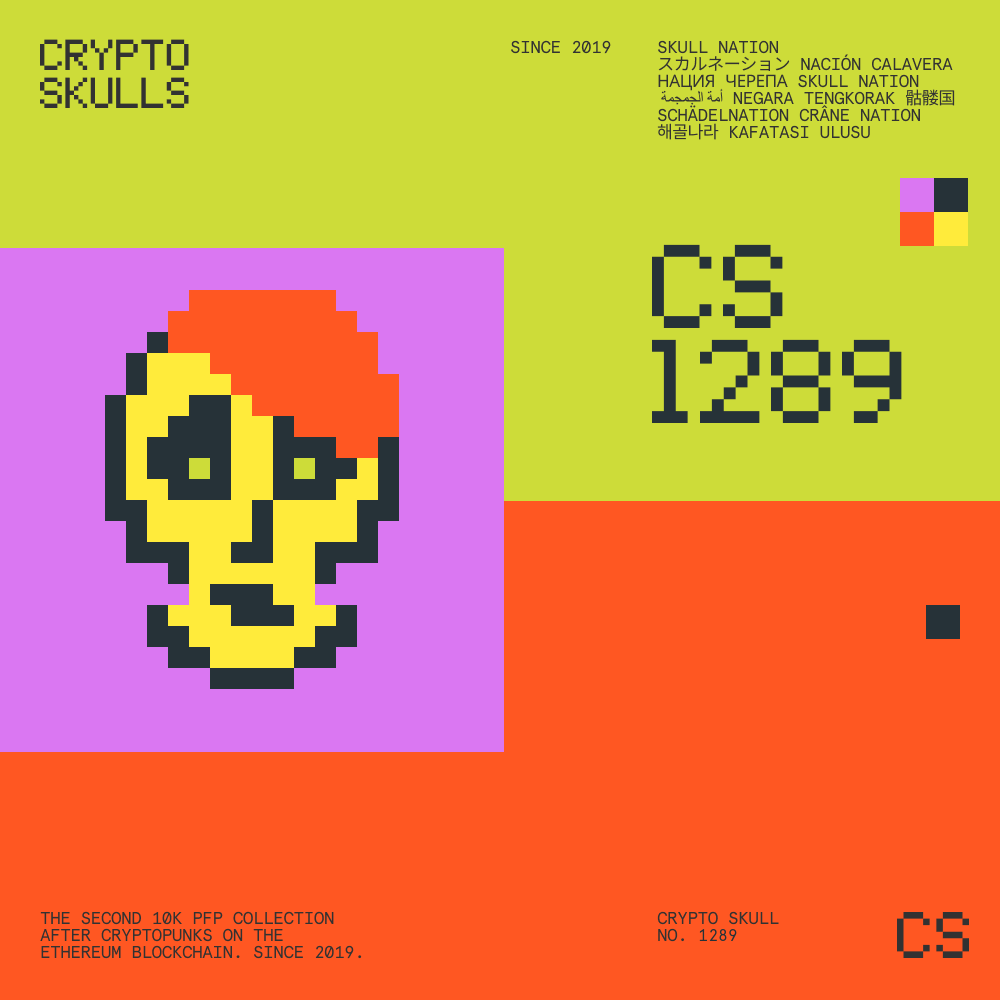 CRYPTO
SKULLS
SINCE 2019
SKULL NATION
スカルネーション NACIÓN CALAVERA
НАЦИЯ ЧЕРЕПА SKULL NATION
أمة الجمجمة NEGARA TENGKORAK 骷髅国
SCHÄDELNATION CRÂNE NATION
해골나라 KAFATASI ULUSU
CS
1289
THE SECOND 10K PFP COLLECTION
AFTER CRYPTOPUNKS ON THE
ETHEREUM BLOCKCHAIN. SINCE 2019.
CRYPTO SKULL
NO. 1289
CS